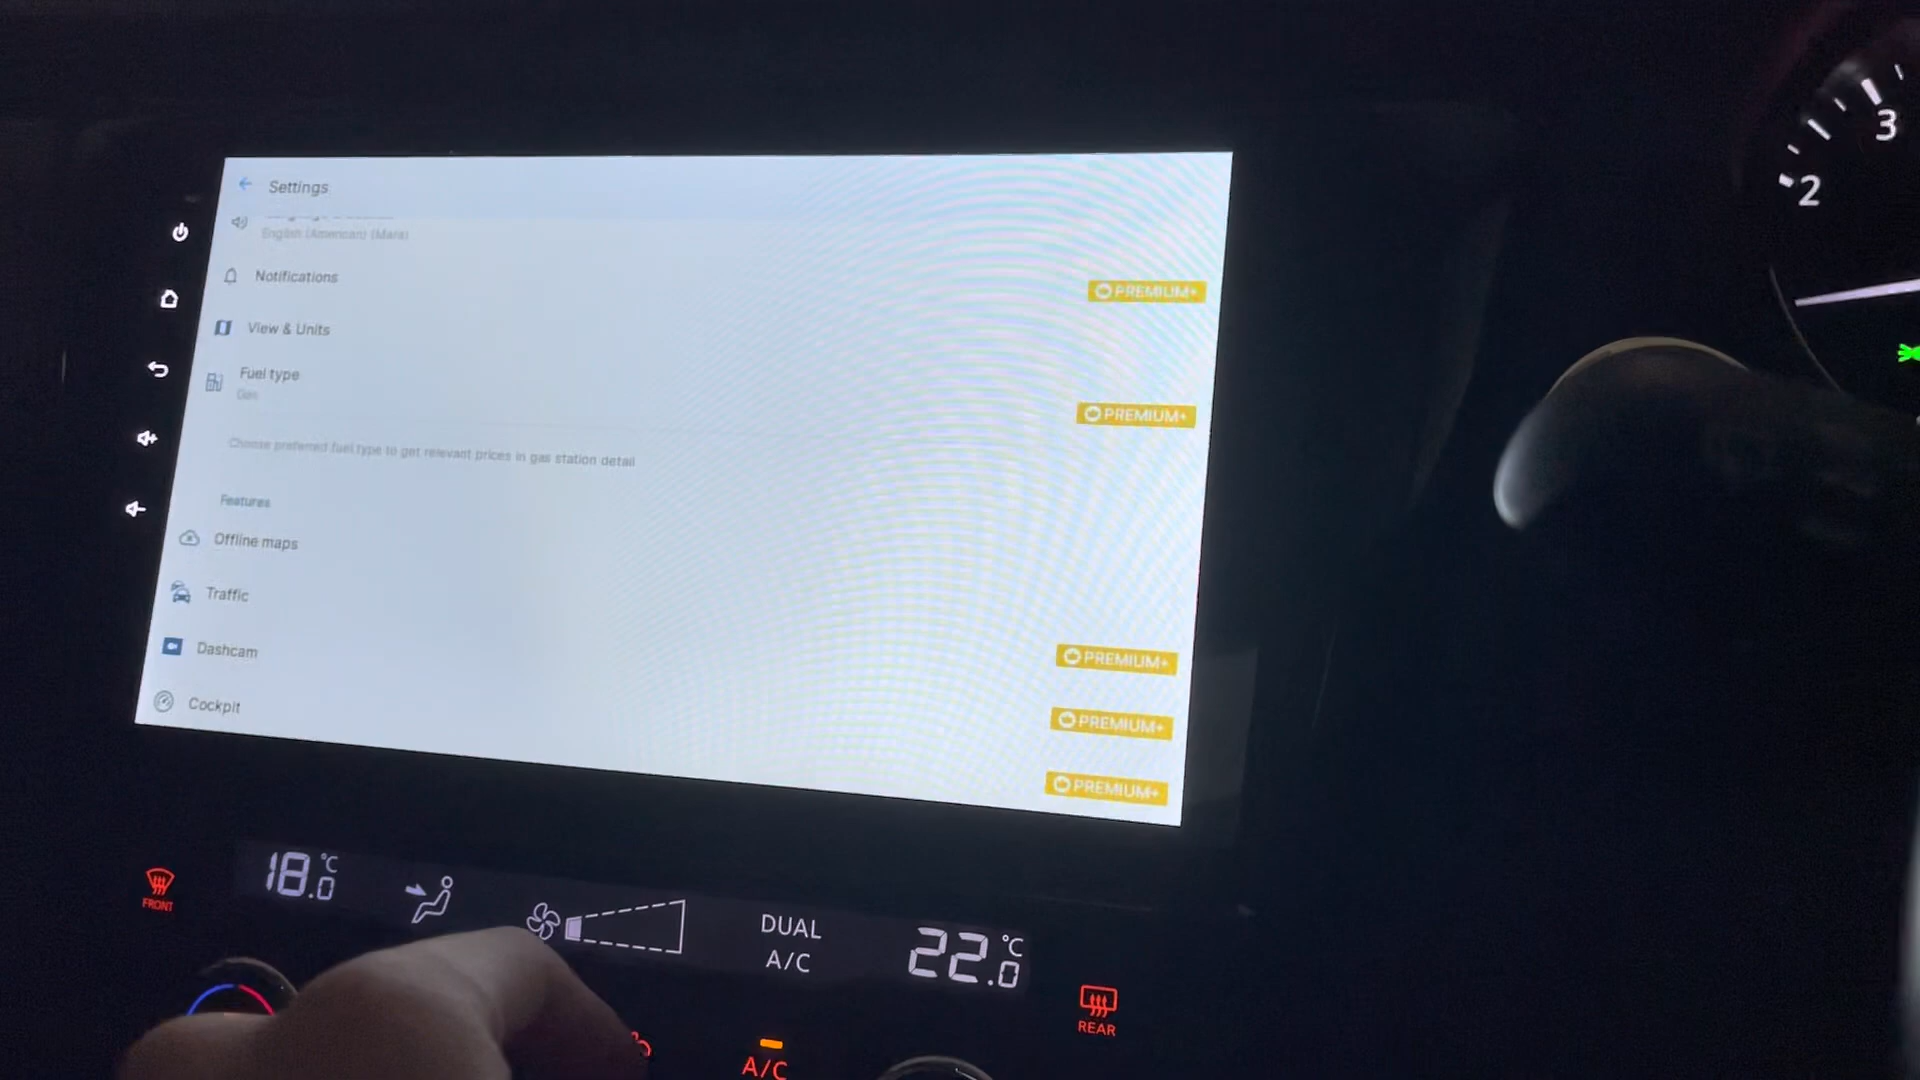 Settings
English (American) (Maria)
Notifications
PREMIUM+
View & Units
Fuel type
Gas
PREMIUM+
Choose preferred fuel type to get relevant prices in gas station detail
Features
Offline maps
Traffic
Dashcam
PREMIUM+
Cockpit
PREMIUM+
PREMIUM+
3
2
FRONT
18.0 °C
DUAL
A/C
22.0 °C
REAR
A/C